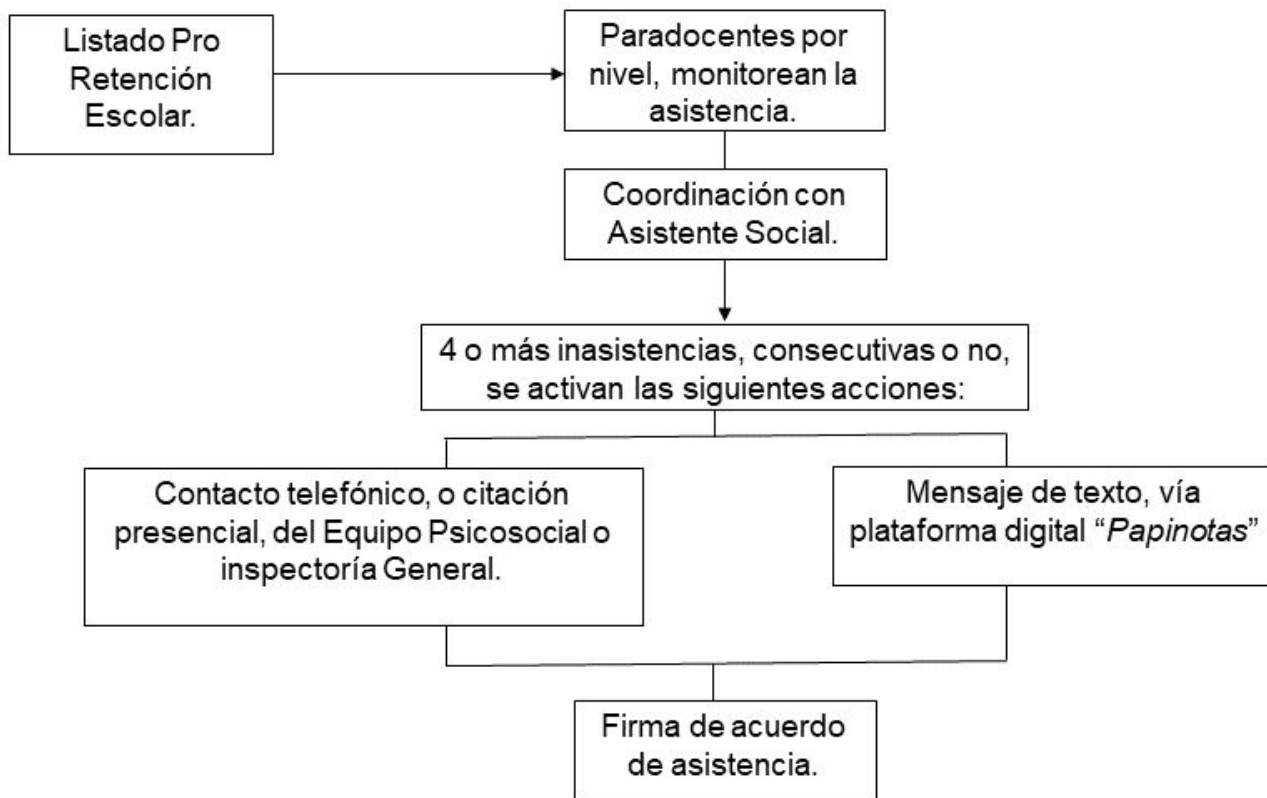 Listado Pro
Retención
Escolar.
Paradocentes por
nivel, monitorean la
asistencia.
Coordinación con
Asistente Social.
4 o más inasistencias, consecutivas o no,
se activan las siguientes acciones:
Contacto telefónico, o citación
presencial, del Equipo Psicosocial o
inspectoría General.
Mensaje de texto, vía
plataforma digital “Papinotas”
Firma de acuerdo
de asistencia.